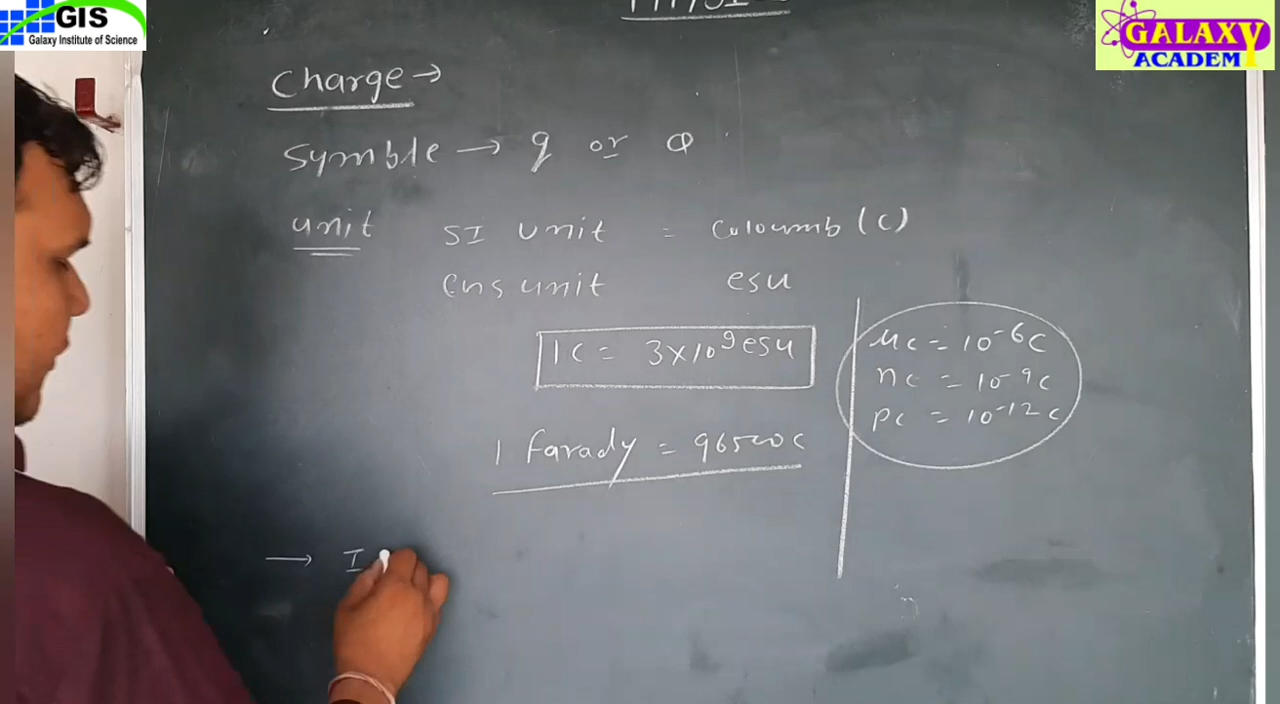 GIS
Galaxy Institute of Science
GALAXY
ACADEMY
Charge →
Symble → q or Q
unit SI unit = Coloumb (C)
CGS unit esu
1C = 3×10⁹ esu
μC = 10⁻⁶C
nC = 10⁻⁹C
PC = 10⁻¹²C
1 Farady = 96500C
→ I